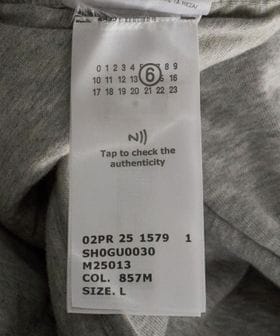 0 1 2 3 4 5 6 7 8 9
10 11 12 13 14 15 16
17 18 19 20 21 22 23
Tap to check the
authenticity
02PR 25 1579 1
SH0GU0030
M25013
COL. 857M
SIZE. L